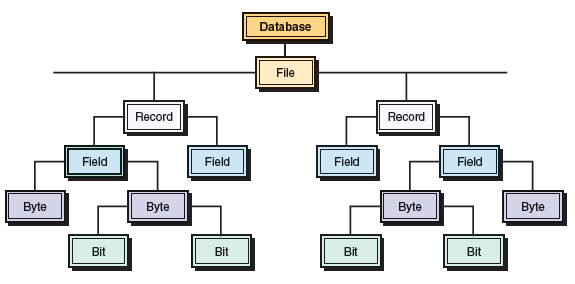 Database
File
Record
Record
Field
Field
Field
Field
Byte
Byte
Byte
Byte
Bit
Bit
Bit
Bit